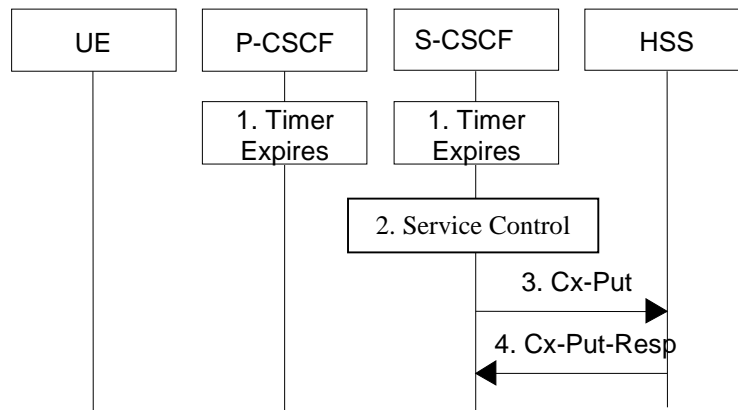 UE
P-CSCF
S-CSCF
HSS
1. Timer
Expires
1. Timer
Expires
2. Service Control
3. Cx-Put
4. Cx-Put-Resp